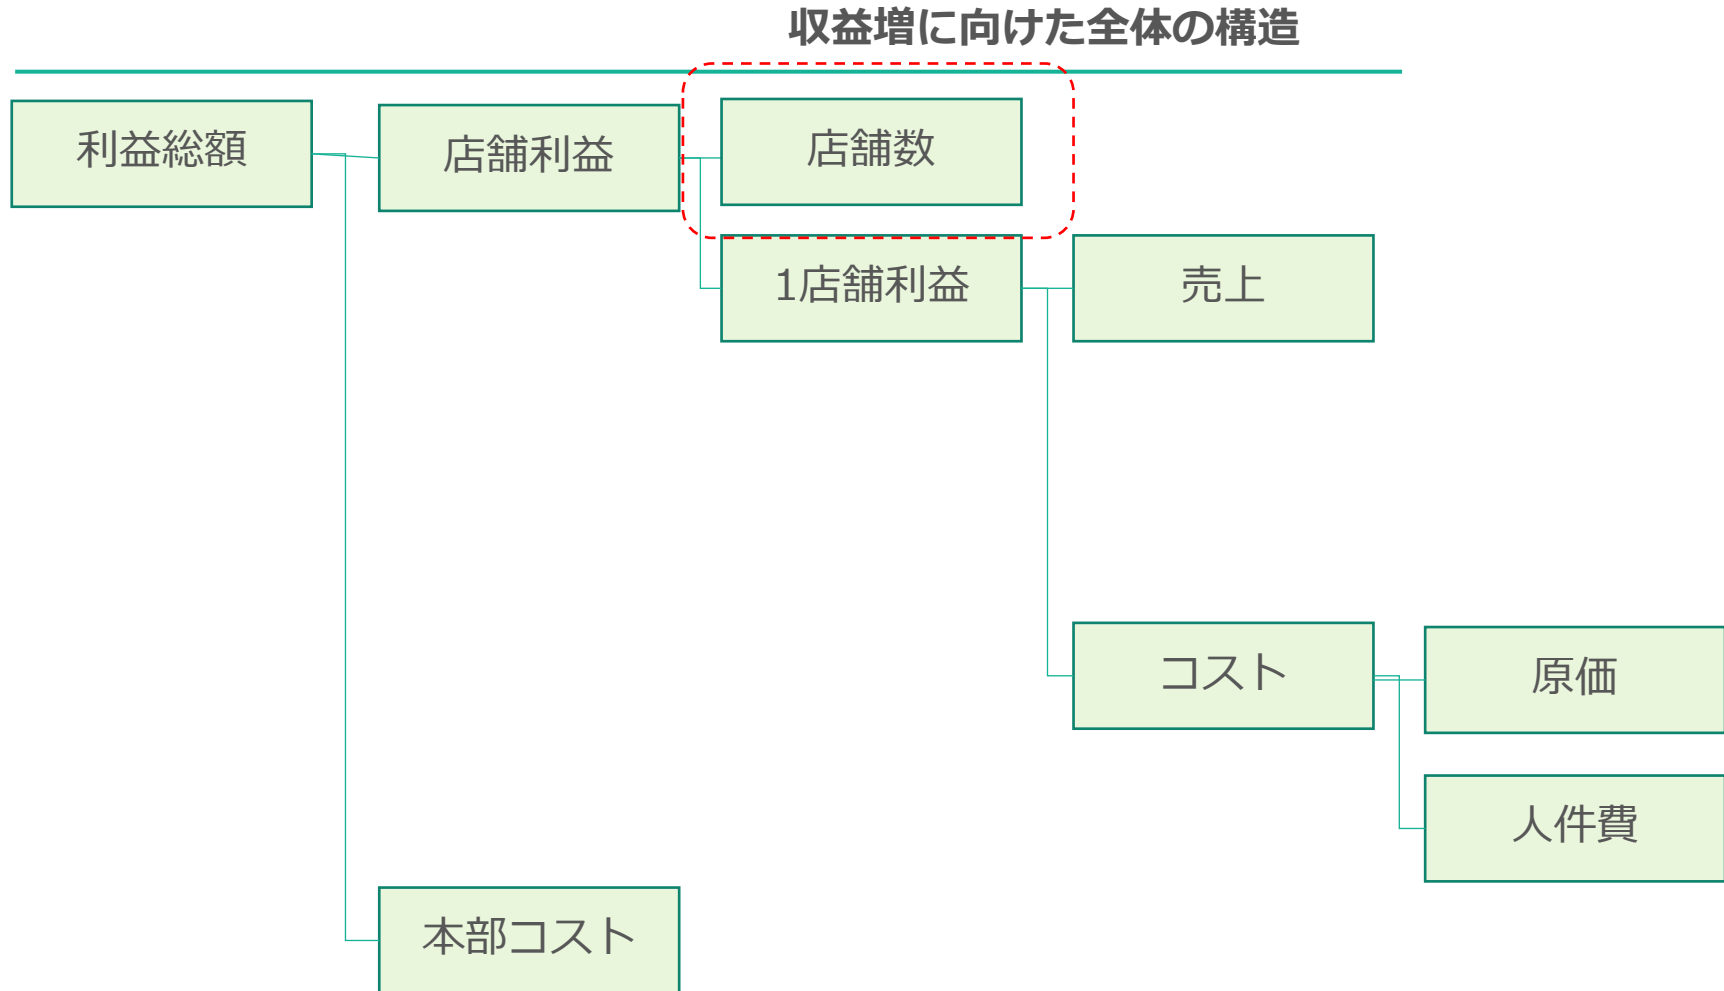 収益増に向けた全体の構造
利益総額
店舗利益
店舗数
1店舗利益
売上
コスト
原価
人件費
本部コスト